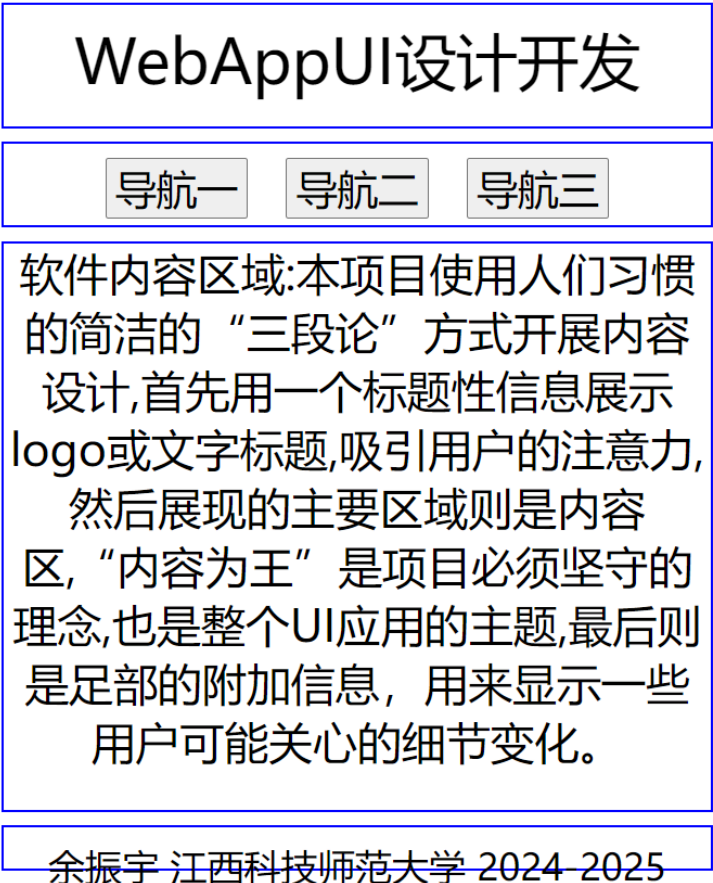 WebAppUI设计开发
导航一 导航二 导航三
软件内容区域:本项目使用人们习惯
的简洁的“三段论”方式开展内容
设计,首先用一个标题性信息展示
logo或文字标题,吸引用户的注意力,
然后展现的主要区域则是内容
区,“内容为王”是项目必须坚守的
理念,也是整个UI应用的主题,最后则
是足部的附加信息，用来显示一些
用户可能关心的细节变化。
余振宇 江西科技师范大学 2024-2025